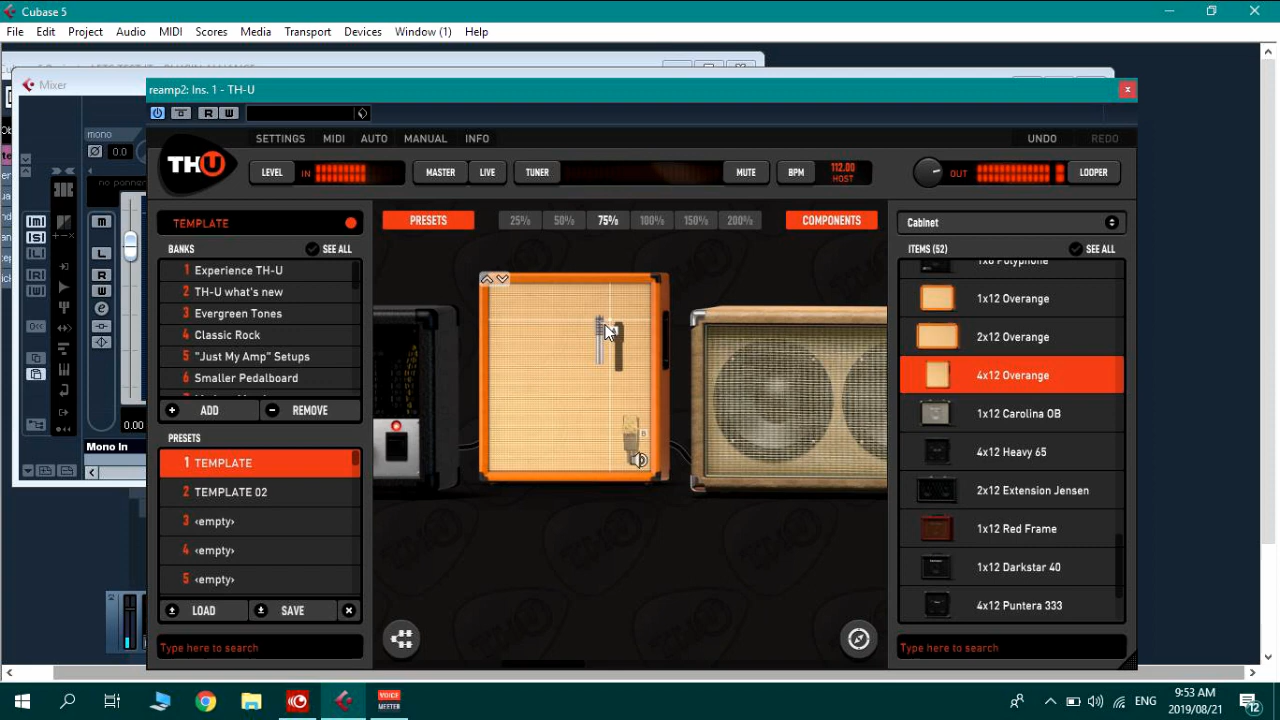 Cubase 5
File Edit Project Audio MIDI Scores Media Transport Devices Window (1) Help
Mixer
reamp2: Ins. 1 - TH-U
R W
mono
0.0
THU
SETTINGS MIDI AUTO MANUAL INFO
UNDO REDO
LEVEL IN MASTER LIVE TUNER MUTE BPM 112.00 HOST OUT LOOPER
TEMPLATE
PRESETS 25% 50% 75% 100% 150% 200% COMPONENTS
Cabinet
BANKS SEE ALL
ITEMS (52) SEE ALL
1 Experience TH-U
2 TH-U what's new
3 Evergreen Tones
4 Classic Rock
5 "Just My Amp" Setups
6 Smaller Pedalboard
ADD REMOVE
PRESETS
1 TEMPLATE
2 TEMPLATE 02
3 <empty>
4 <empty>
5 <empty>
LOAD SAVE
Type here to search
1x8 Polyphone
1x12 Overange
2x12 Overange
4x12 Overange
1x12 Carolina OB
4x12 Heavy 65
2x12 Extension Jensen
1x12 Red Frame
1x12 Darkstar 40
4x12 Puntera 333
Type here to search
0.00
Mono In
VOICE MEETER
ENG
9:53 AM
2019/08/21
12